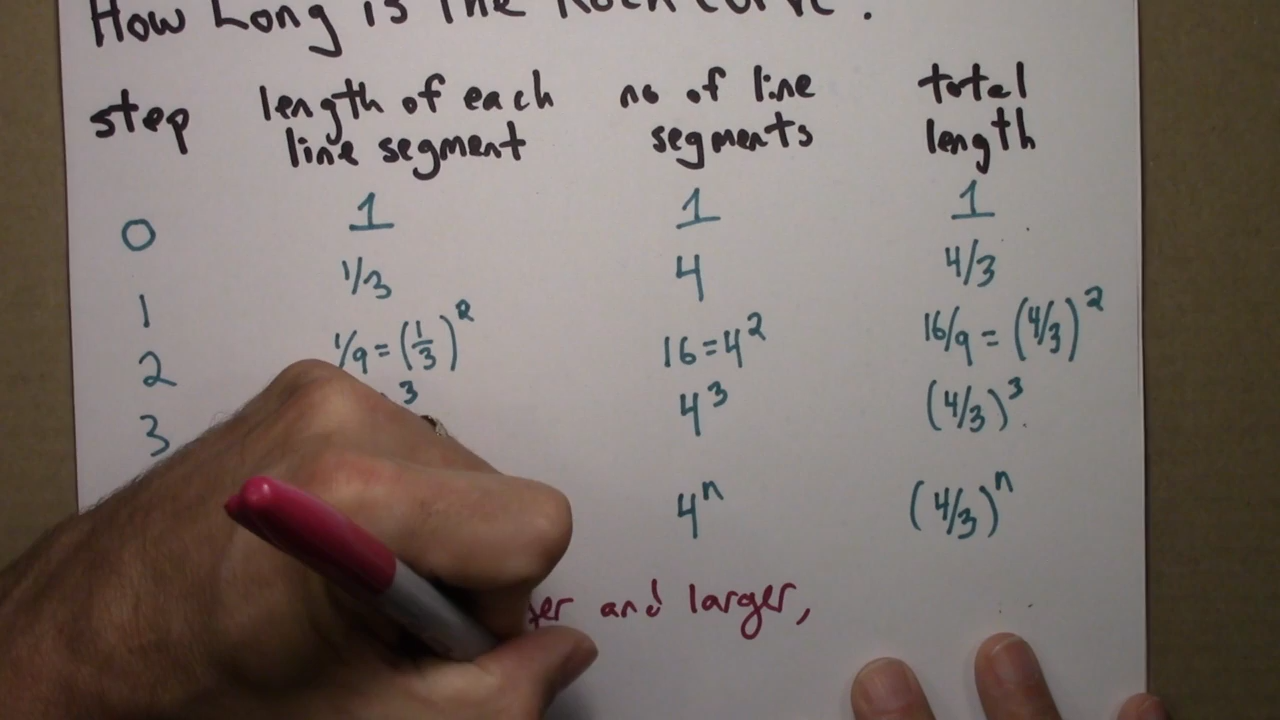 How Long is the Koch curve?
step length of each line segment no of line segments total length
0 1 1 1
1 1/3 4 4/3
2 1/9 = (1/3)^2 16 = 4^2 16/9 = (4/3)^2
3 3 4^3 (4/3)^3
4^n (4/3)^n
and larger,